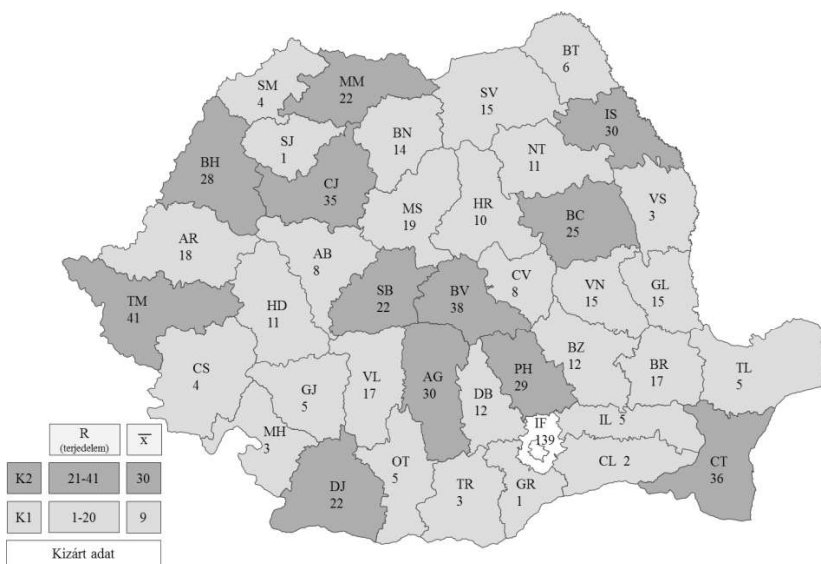 BT
6
SM
4
MM
22
SV
15
IS
30
SJ
1
BN
14
NT
11
BH
28
CJ
35
MS
19
HR
10
BC
25
VS
3
AR
18
AB
8
SB
22
BV
38
CV
8
VN
15
GL
15
TM
41
HD
11
CS
4
GJ
5
VL
17
AG
30
DB
12
PH
29
BZ
12
BR
17
TL
5
MH
3
IF
139
IL 5
CL 2
CT
36
DJ
22
OT
5
TR
3
GR
1
R x
(terjedelem)
K2 21-41 30
K1 1-20 9
Kizárt adat